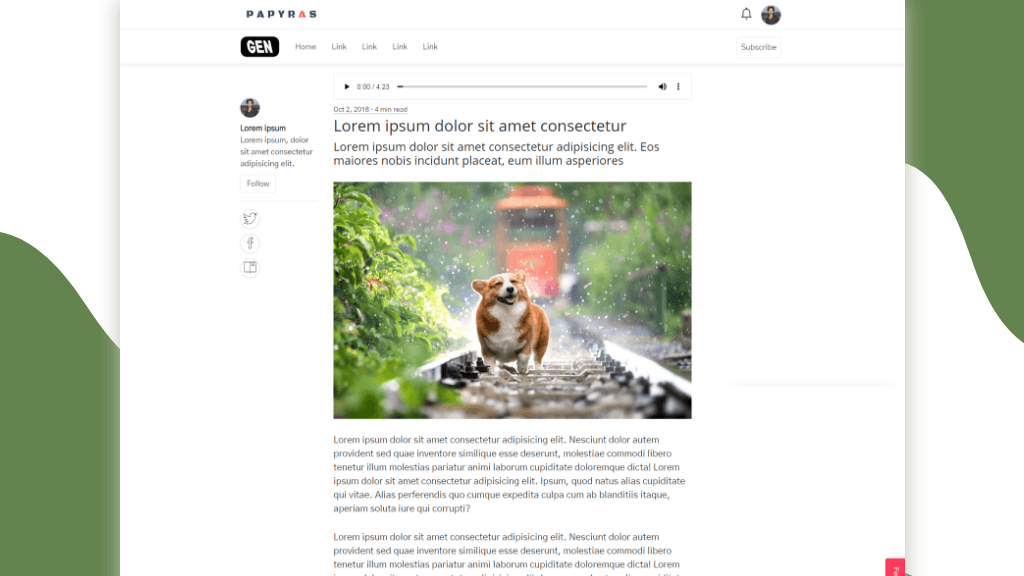 PAPYRAS
GEN
Home Link Link Link Link
Subscribe
0:00 / 4:23
Oct 2, 2018 · 4 min read
Lorem ipsum dolor sit amet consectetur
Lorem ipsum dolor sit amet consectetur adipisicing elit. Eos
maiores nobis incidunt placeat, eum illum asperiores
Lorem ipsum
Lorem ipsum, dolor
sit amet consectetur
adipisicing elit.
Follow
Lorem ipsum dolor sit amet consectetur adipisicing elit. Nesciunt dolor autem
provident sed quae inventore similique esse deserunt, molestiae commodi libero
tenetur illum molestias pariatur animi laborum cupiditate doloremque dicta! Lorem
ipsum dolor sit amet consectetur adipisicing elit. Ipsum, quod natus alias cupiditate
qui vitae. Alias perferendis quo cumque expedita culpa cum ab blanditiis itaque,
aperiam soluta iure qui corrupti?
Lorem ipsum dolor sit amet consectetur adipisicing elit. Nesciunt dolor autem
provident sed quae inventore similique esse deserunt, molestiae commodi libero
tenetur illum molestias pariatur animi laborum cupiditate doloremque dicta! Lorem